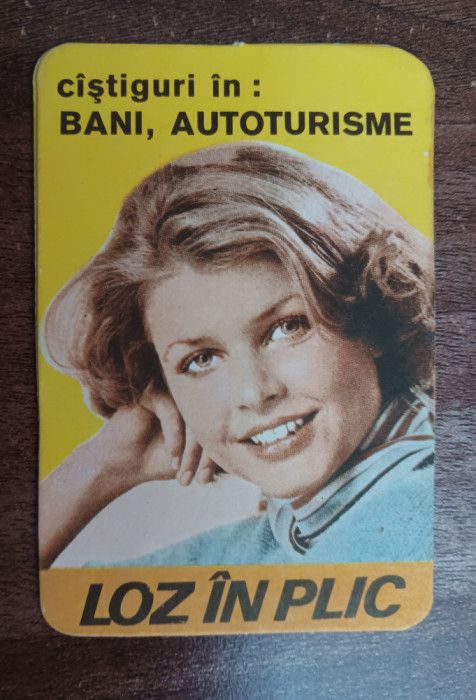 cîştiguri în :
BANI, AUTOTURISME
LOZ ÎN PLIC